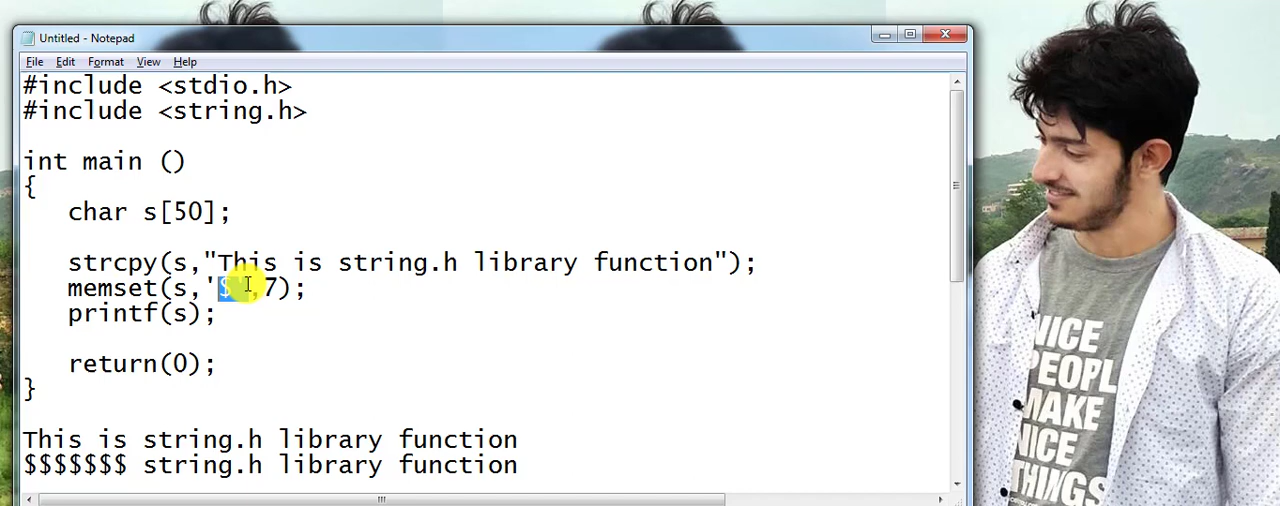 Untitled - Notepad
File Edit Format View Help
#include <stdio.h>
#include <string.h>
int main ()
{
char s[50];
strcpy(s,"This is string.h library function");
memset(s,'$',7);
printf(s);
return(0);
}
This is string.h library function
$$$$$$$ string.h library function
NICE
PEOPL
MAKE
NICE
THINGS